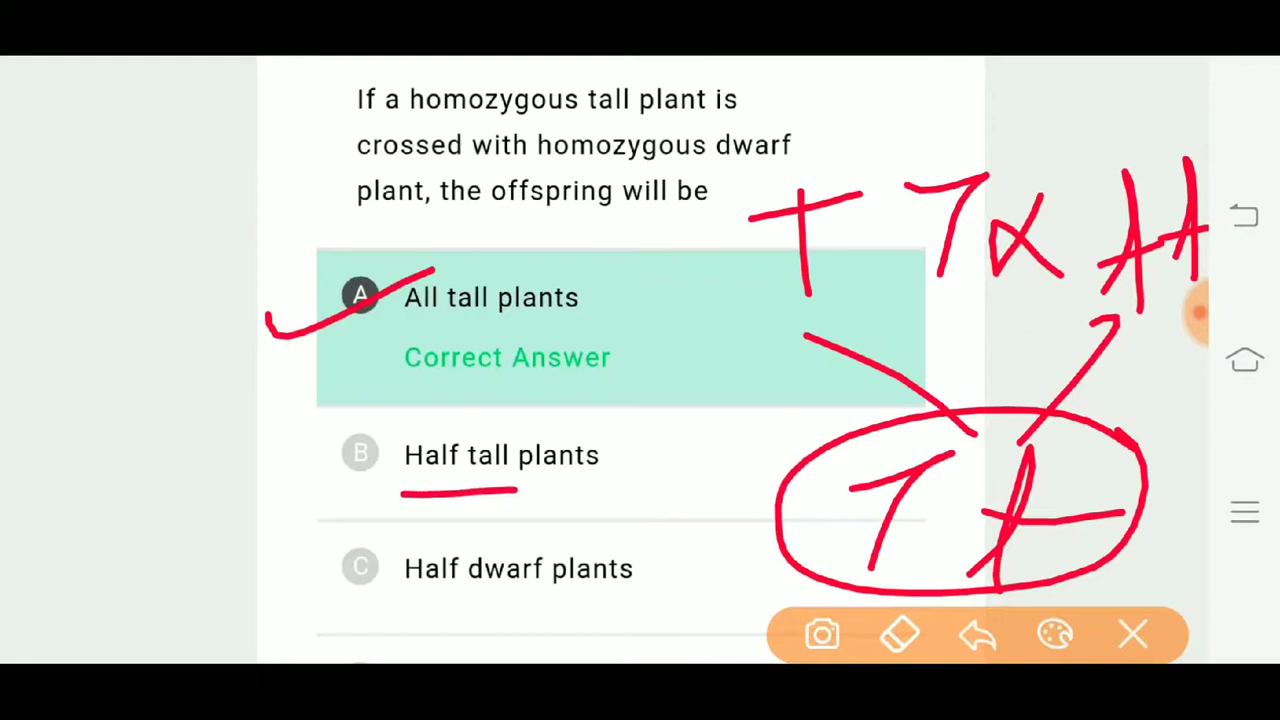 If a homozygous tall plant is
crossed with homozygous dwarf
plant, the offspring will be
T T x t t
A All tall plants
Correct Answer
B Half tall plants
T t
C Half dwarf plants